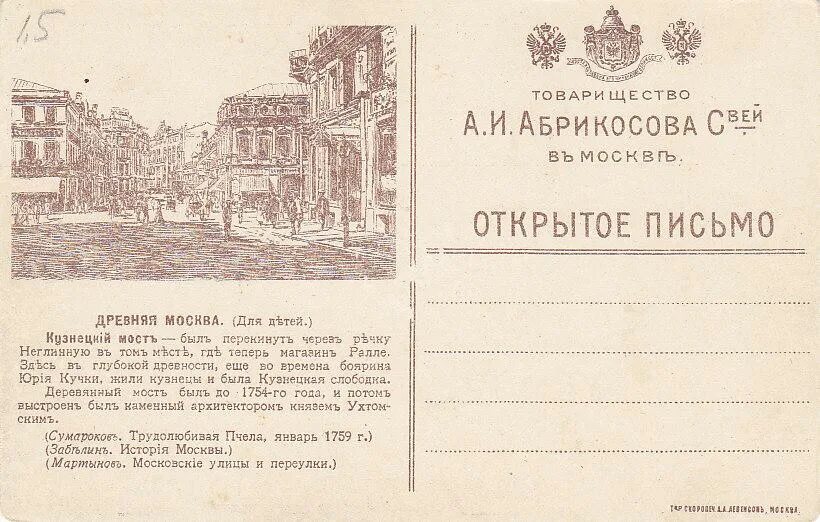 1,5
ТОВАРИЩЕСТВО
А.И. АБРИКОСОВА Свей
ВЪ МОСКВѢ.
ОТКРЫТОЕ ПИСЬМО
ДРЕВНЯЯ МОСКВА. (Для дѣтей.)
Кузнецкій мостъ — былъ перекинутъ черезъ рѣчку
Неглинную въ томъ мѣстѣ, гдѣ теперь магазинъ Ралле.
Здѣсь въ глубокой древности, еще во времена боярина
Юрія Кучки, жили кузнецы и была Кузнецкая слободка.
Деревянный мостъ былъ до 1754-го года, и потомъ
выстроенъ былъ каменный архитекторомъ княземъ Ухтом-
скимъ.
(Сумароковъ. Трудолюбивая Пчела, январь 1759 г.)
(Забѣлинъ. Исторія Москвы.)
(Мартыновъ. Московскіе улицы и переулки.)
Т-во СКОРОПЕЧ. А.А. ЛЕВЕНСОНЪ, МОСКВА.